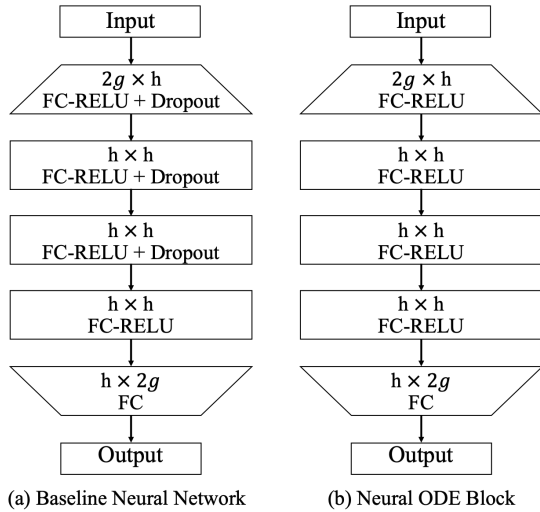 Input
2g × h
FC-RELU + Dropout
h × h
FC-RELU + Dropout
h × h
FC-RELU + Dropout
h × h
FC-RELU
h × 2g
FC
Output
(a) Baseline Neural Network
Input
2g × h
FC-RELU
h × h
FC-RELU
h × h
FC-RELU
h × h
FC-RELU
h × 2g
FC
Output
(b) Neural ODE Block